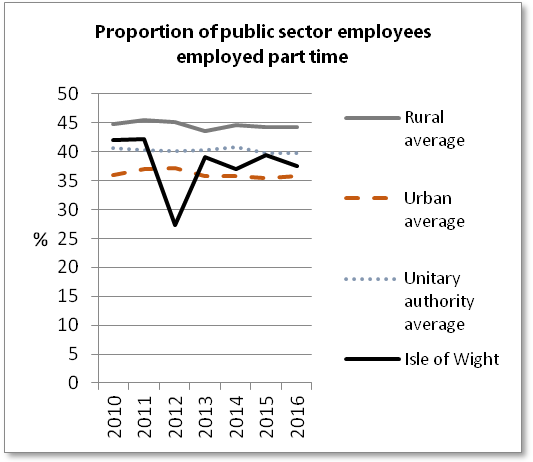 Proportion of public sector employees
employed part time
50
45
40
35
30
25
20
15
10
5
0
%
2010
2011
2012
2013
2014
2015
2016
Rural
average
Urban
average
Unitary
authority
average
Isle of Wight